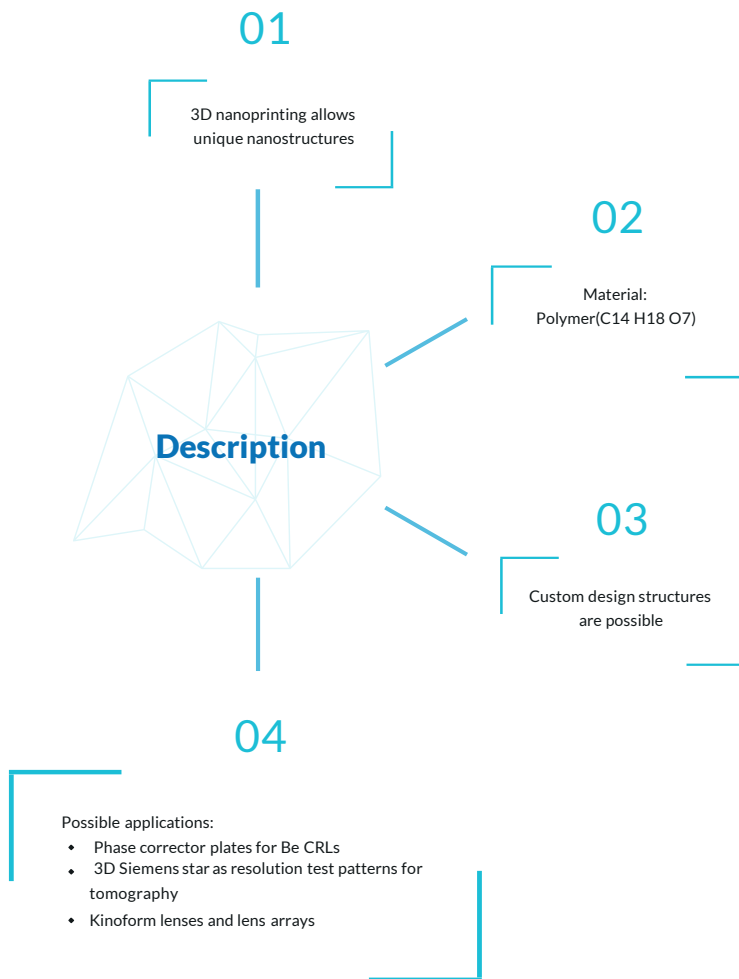 01
3D nanoprinting allows
unique nanostructures
02
Material:
Polymer(C14 H18 O7)
Description
03
Custom design structures
are possible
04
Possible applications:
• Phase corrector plates for Be CRLs
• 3D Siemens star as resolution test patterns for
tomography
• Kinoform lenses and lens arrays